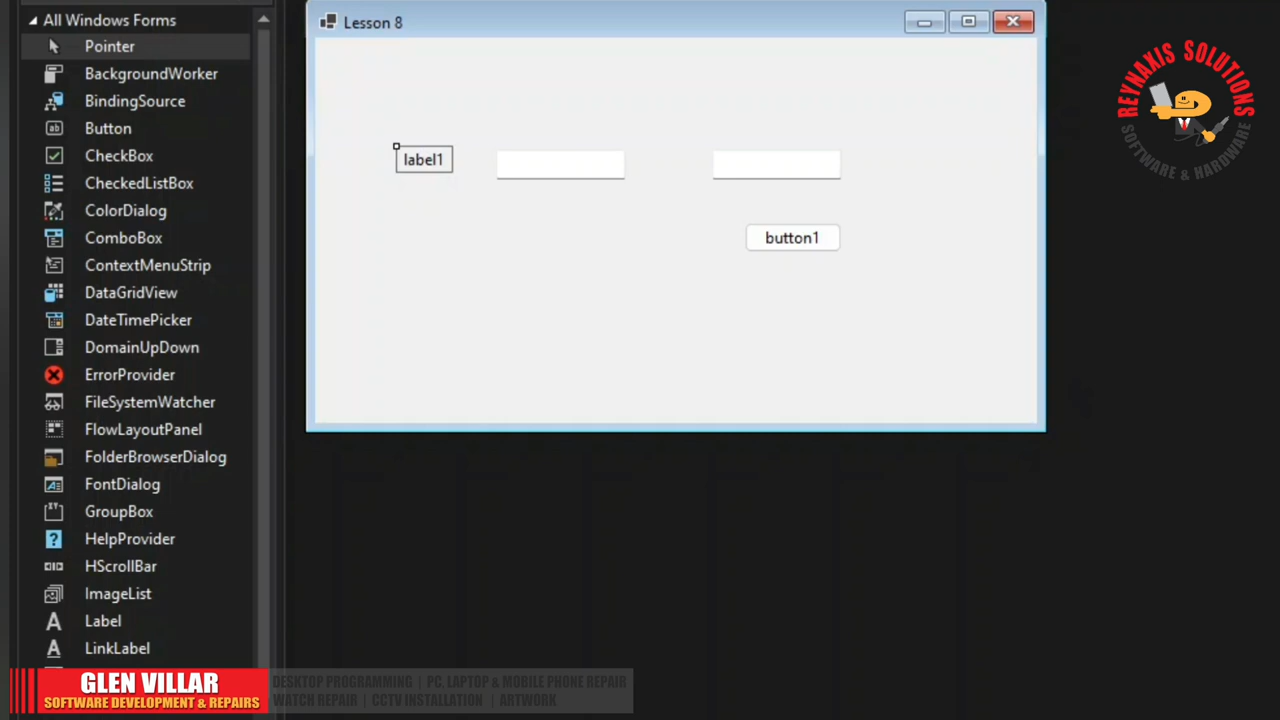 All Windows Forms
Pointer
BackgroundWorker
BindingSource
Button
CheckBox
CheckedListBox
ColorDialog
ComboBox
ContextMenuStrip
DataGridView
DateTimePicker
DomainUpDown
ErrorProvider
FileSystemWatcher
FlowLayoutPanel
FolderBrowserDialog
FontDialog
GroupBox
HelpProvider
HScrollBar
ImageList
Label
LinkLabel
Lesson 8
label1
button1
REYNAXIS SOLUTIONS
SOFTWARE & HARDWARE
GLEN VILLAR
SOFTWARE DEVELOPMENT & REPAIRS
DESKTOP PROGRAMMING | PC, LAPTOP & MOBILE PHONE REPAIR
WATCH REPAIR | CCTV INSTALLATION | ARTWORK